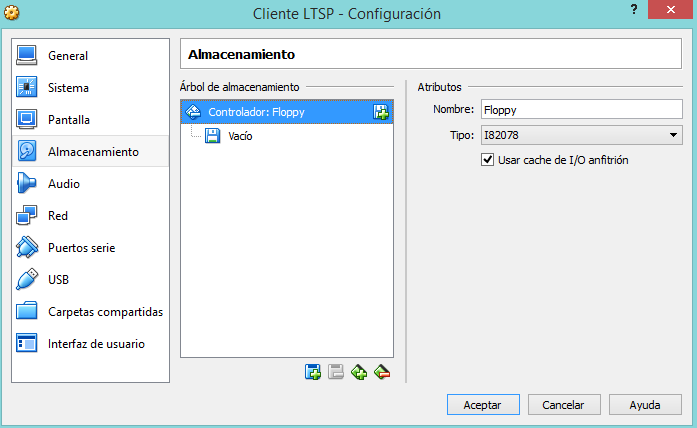 Cliente LTSP - Configuración
?
General
Sistema
Pantalla
Almacenamiento
Audio
Red
Puertos serie
USB
Carpetas compartidas
Interfaz de usuario
Almacenamiento
Árbol de almacenamiento
Controlador: Floppy
Vacío
Atributos
Nombre: Floppy
Tipo: I82078
Usar cache de I/O anfitrión
Aceptar Cancelar Ayuda